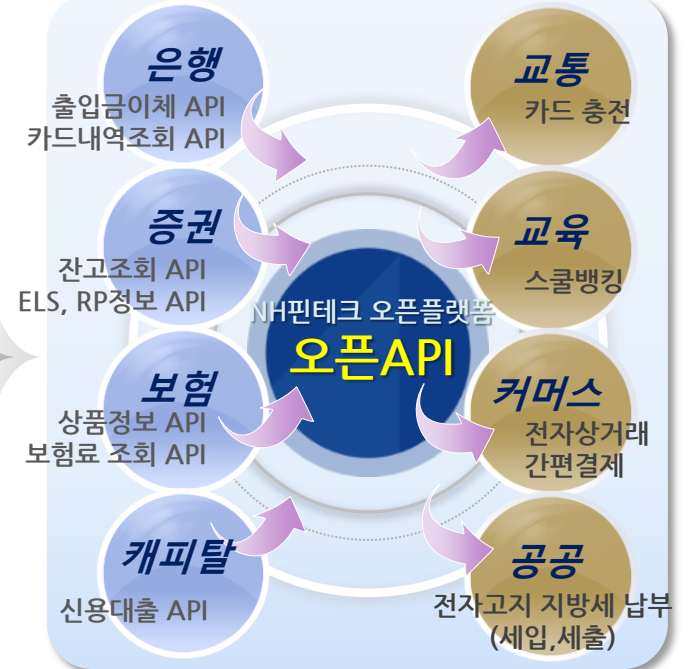 은행
출입금이체 API
카드내역조회 API
증권
잔고조회 API
ELS, RP정보 API
보험
상품정보 API
보험료 조회 API
캐피탈
신용대출 API
NH핀테크 오픈플랫폼
오픈API
교통
카드 충전
교육
스쿨뱅킹
커머스
전자상거래
간편결제
공공
전자고지 지방세 납부
(세입,세출)